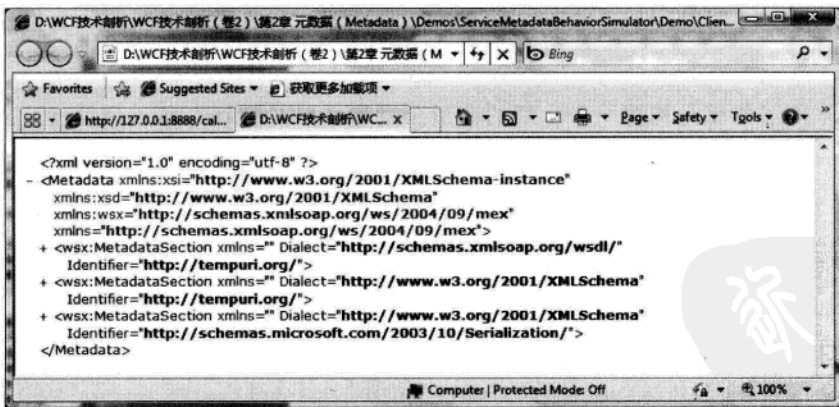 D:\WCF技术剖析\WCF技术剖析（卷2）\第2章 元数据（Metadata）\Demos\ServiceMetadataBehaviorSimulator\Demo\Clien...
D:\WCF技术剖析\WCF技术剖析（卷2）\第2章 元数据（M
Bing
Favorites Suggested Sites 获取更多加载项
http://127.0.0.1:8888/cal... D:\WCF技术剖析\WC... X Page Safety Tools »
<?xml version="1.0" encoding="utf-8" ?>
- <Metadata xmlns:xsi="http://www.w3.org/2001/XMLSchema-instance"
xmlns:xsd="http://www.w3.org/2001/XMLSchema"
xmlns:wsx="http://schemas.xmlsoap.org/ws/2004/09/mex"
xmlns="http://schemas.xmlsoap.org/ws/2004/09/mex">
+ <wsx:MetadataSection xmlns="" Dialect="http://schemas.xmlsoap.org/wsdl/"
Identifier="http://tempuri.org/">
+ <wsx:MetadataSection xmlns="" Dialect="http://www.w3.org/2001/XMLSchema"
Identifier="http://tempuri.org/">
+ <wsx:MetadataSection xmlns="" Dialect="http://www.w3.org/2001/XMLSchema"
Identifier="http://schemas.microsoft.com/2003/10/Serialization/">
</Metadata>
Computer | Protected Mode: Off 100%